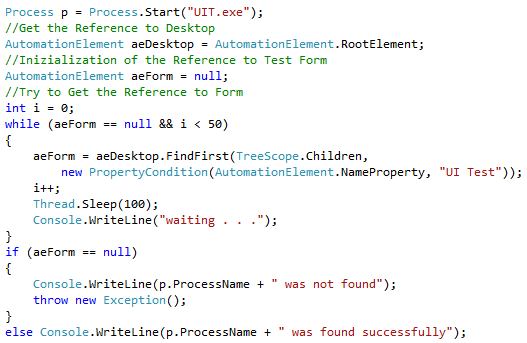 Process p = Process.Start("UIT.exe");
//Get the Reference to Desktop
AutomationElement aeDesktop = AutomationElement.RootElement;
//Inizialization of the Reference to Test Form
AutomationElement aeForm = null;
//Try to Get the Reference to Form
int i = 0;
while (aeForm == null && i < 50)
{
    aeForm = aeDesktop.FindFirst(TreeScope.Children,
        new PropertyCondition(AutomationElement.NameProperty, "UI Test"));
    i++;
    Thread.Sleep(100);
    Console.WriteLine("waiting . . .");
}
if (aeForm == null)
{
    Console.WriteLine(p.ProcessName + " was not found");
    throw new Exception();
}
else Console.WriteLine(p.ProcessName + " was found successfully");